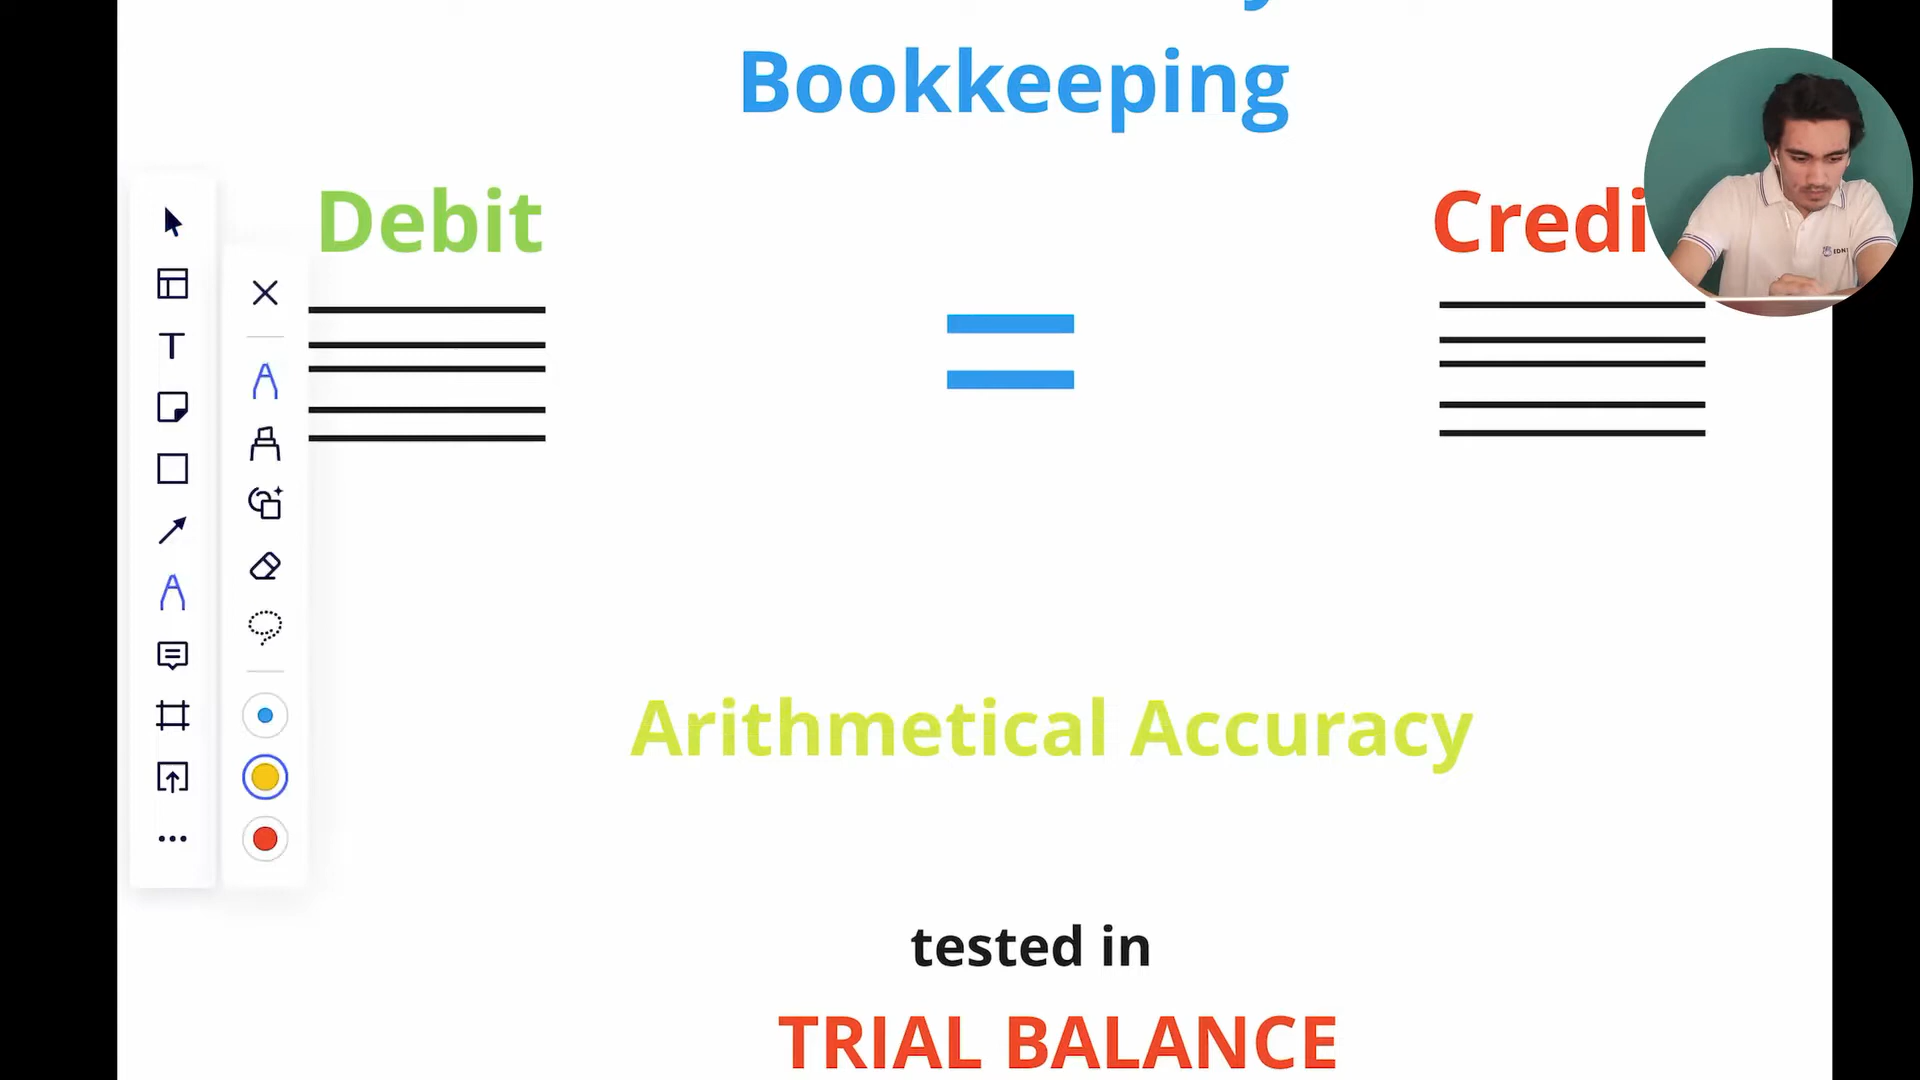 Bookkeeping
Debit
Credi
T
Arithmetical Accuracy
tested in
TRIAL BALANCE